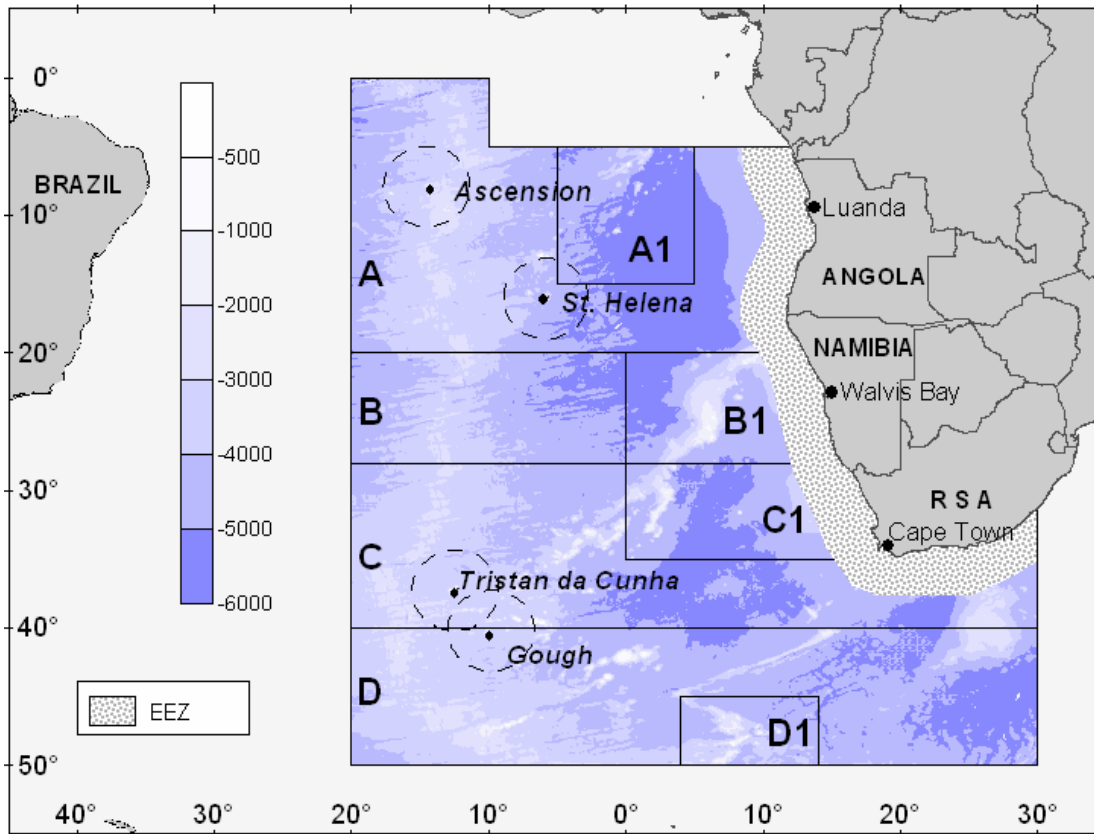 0°
10°
20°
30°
40°
50°
-500
-1000
-2000
-3000
-4000
-5000
-6000
BRAZIL
Ascension
A1
Luanda
A
St. Helena
ANGOLA
NAMIBIA
B
B1
Walvis Bay
C
C1
RSA
Cape Town
Tristan da Cunha
Gough
D
D1
EEZ
40° 30° 20° 10° 0° 10° 20° 30°